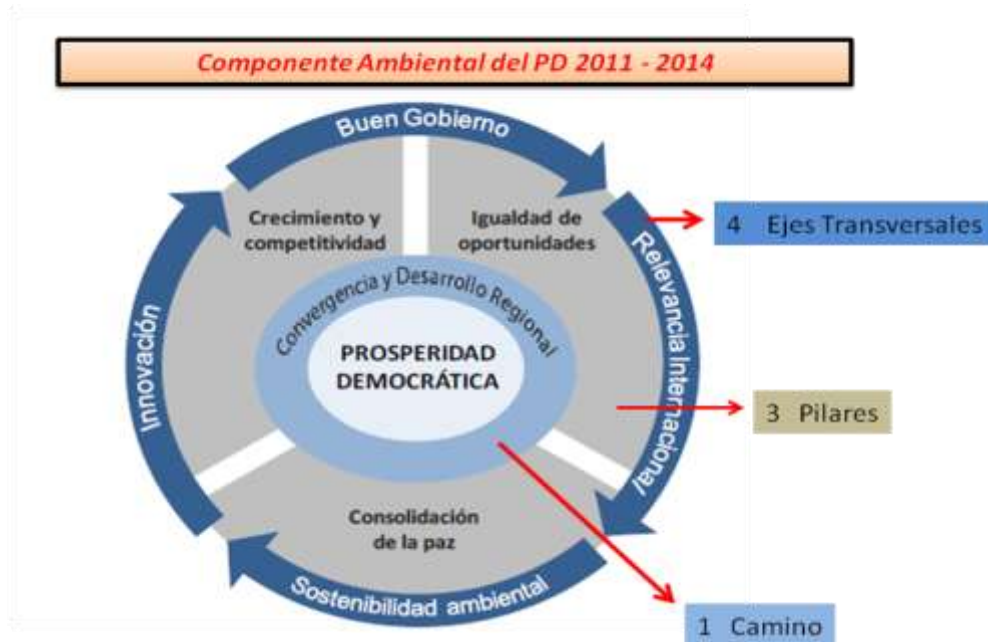 Componente Ambiental del PD 2011 - 2014
Buen Gobierno
Crecimiento y
competitividad
Igualdad de
oportunidades
4 Ejes Transversales
Relevancia Internacional
Innovación
Convergencia y Desarrollo Regional
PROSPERIDAD
DEMOCRÁTICA
3 Pilares
Consolidación
de la paz
Sostenibilidad ambiental
1 Camino